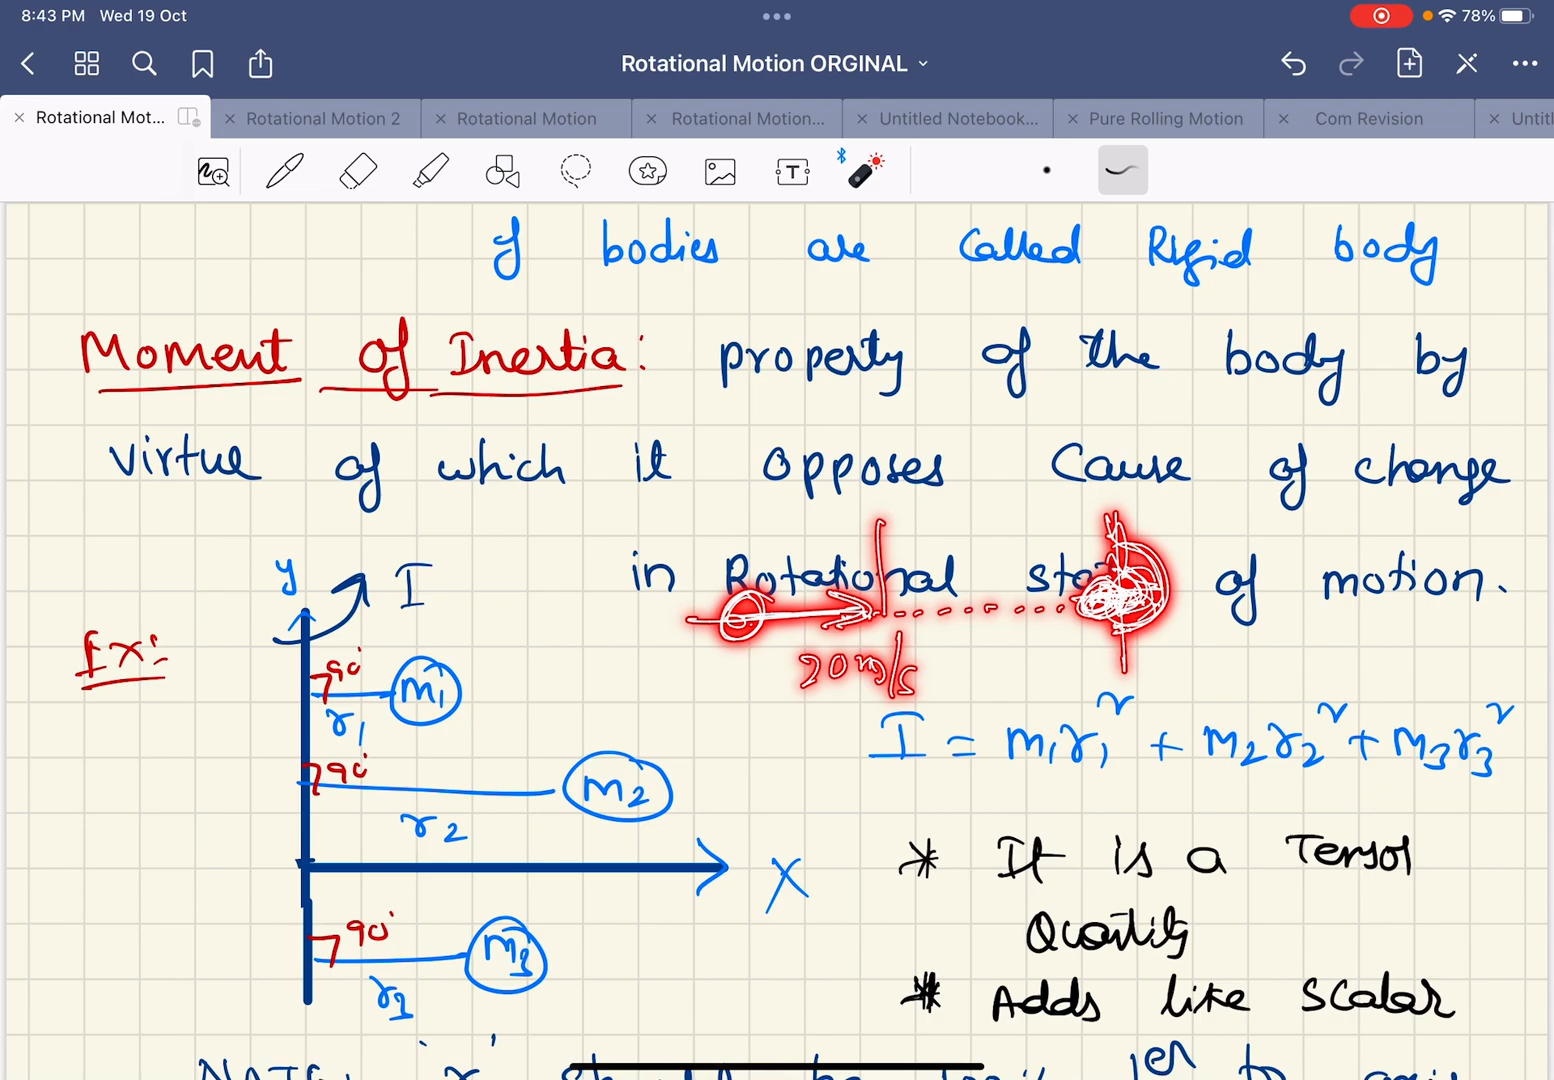 8:43 PM Wed 19 Oct
78%
Rotational Motion ORGINAL
Rotational Mot...
Rotational Motion 2
Rotational Motion
Rotational Motion...
Untitled Notebook...
Pure Rolling Motion
Com Revision
Untitl
of bodies are Called Rigid body
Moment of Inertia: property of the body by
virtue of which it opposes Cause of change
in Rotational state of motion.
y I
Ex:
90° m₁
r₁
20 m/s
I = m₁r₁² + m₂r₂² + m₃r₃²
90° m₂
r₂
X
* It is a Tensor
Quantity
90° m₃
* Adds like scalar